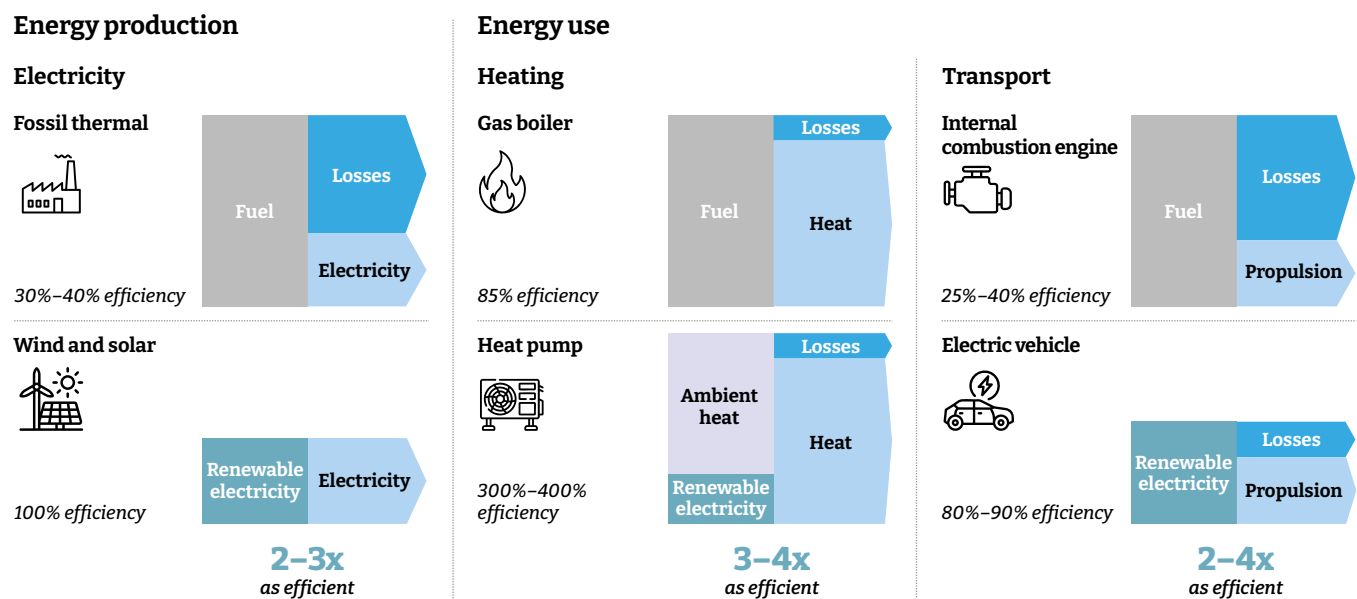 Energy production
Electricity
Fossil thermal
Fuel
Losses
Electricity
30%–40% efficiency
Wind and solar
Renewable
electricity
Electricity
100% efficiency
2–3x
as efficient
Energy use
Heating
Gas boiler
Fuel
Losses
Heat
85% efficiency
Heat pump
Ambient
heat
Renewable
electricity
Losses
Heat
300%–400%
efficiency
3–4x
as efficient
Transport
Internal
combustion engine
Fuel
Losses
Propulsion
25%–40% efficiency
Electric vehicle
Renewable
electricity
Losses
Propulsion
80%–90% efficiency
2–4x
as efficient